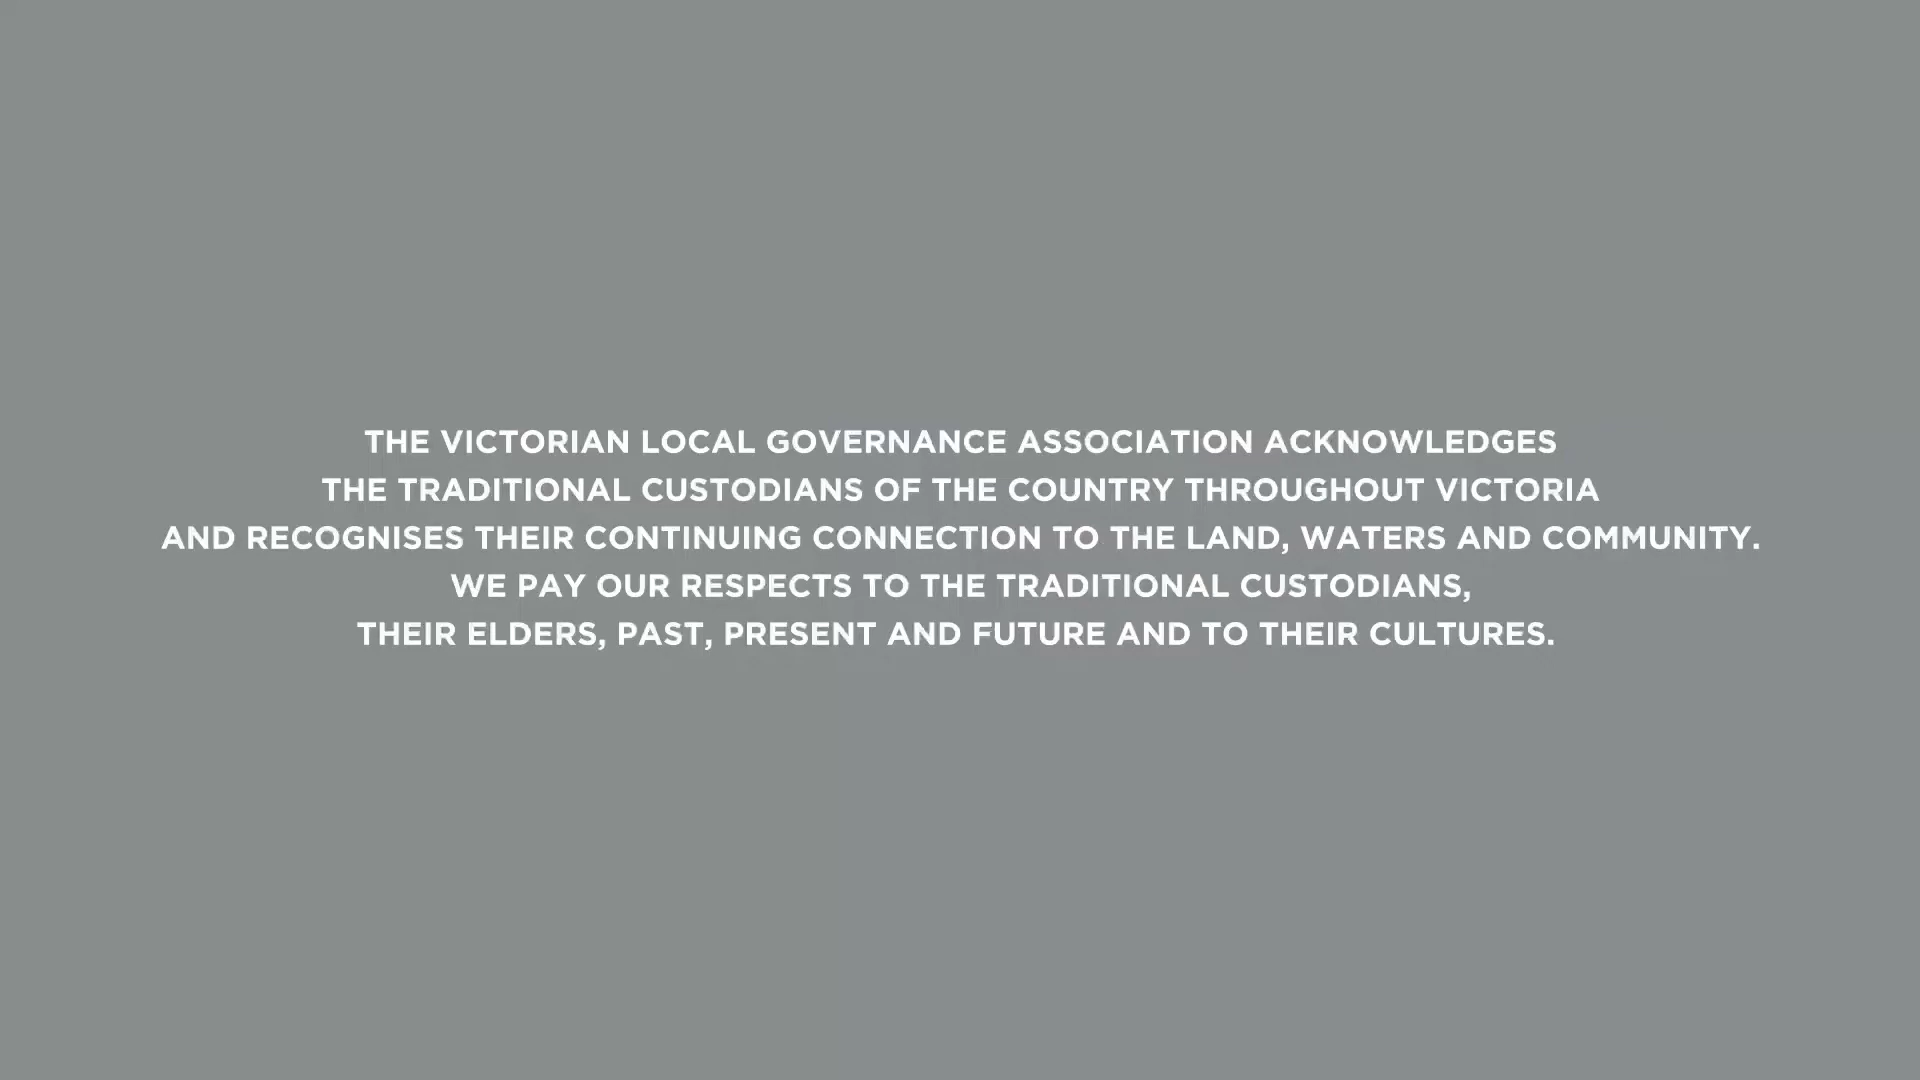 THE VICTORIAN LOCAL GOVERNANCE ASSOCIATION ACKNOWLEDGES
THE TRADITIONAL CUSTODIANS OF THE COUNTRY THROUGHOUT VICTORIA
AND RECOGNISES THEIR CONTINUING CONNECTION TO THE LAND, WATERS AND COMMUNITY.
WE PAY OUR RESPECTS TO THE TRADITIONAL CUSTODIANS,
THEIR ELDERS, PAST, PRESENT AND FUTURE AND TO THEIR CULTURES.